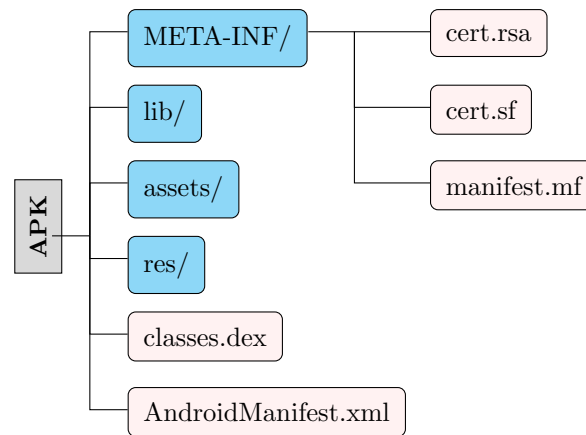 APK
META-INF/
lib/
assets/
res/
classes.dex
AndroidManifest.xml
cert.rsa
cert.sf
manifest.mf